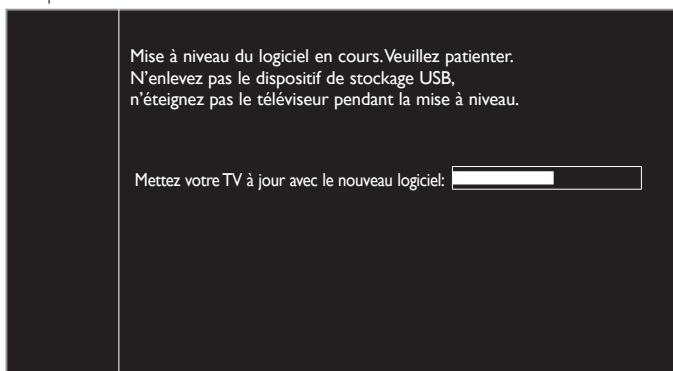 Mise à niveau du logiciel en cours. Veuillez patienter.
N’enlevez pas le dispositif de stockage USB,
n’éteignez pas le téléviseur pendant la mise à niveau.
Mettez votre TV à jour avec le nouveau logiciel: